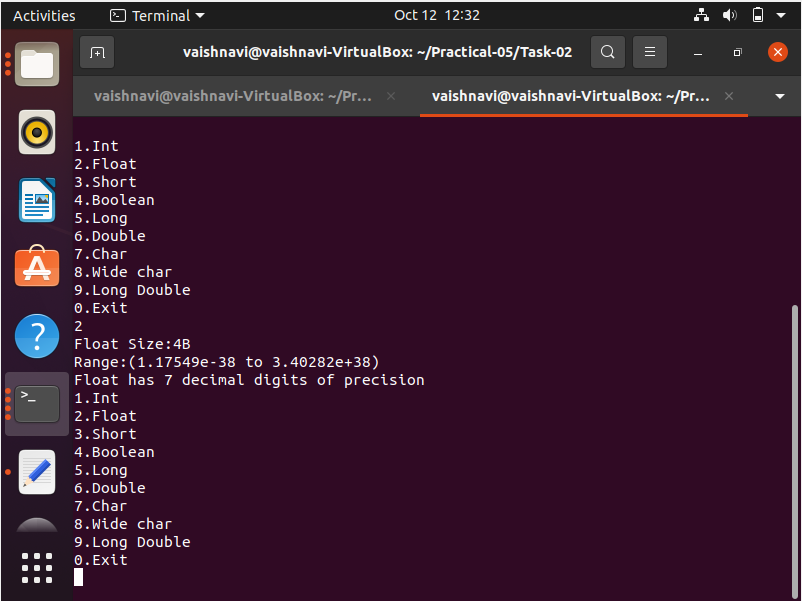 Activities
Terminal
Oct 12 12:32
vaishnavi@vaishnavi-VirtualBox: ~/Practical-05/Task-02
vaishnavi@vaishnavi-VirtualBox: ~/Pr...
vaishnavi@vaishnavi-VirtualBox: ~/Pr...
1.Int
2.Float
3.Short
4.Boolean
5.Long
6.Double
7.Char
8.Wide char
9.Long Double
0.Exit
2
Float Size:4B
Range:(1.17549e-38 to 3.40282e+38)
Float has 7 decimal digits of precision
1.Int
2.Float
3.Short
4.Boolean
5.Long
6.Double
7.Char
8.Wide char
9.Long Double
0.Exit